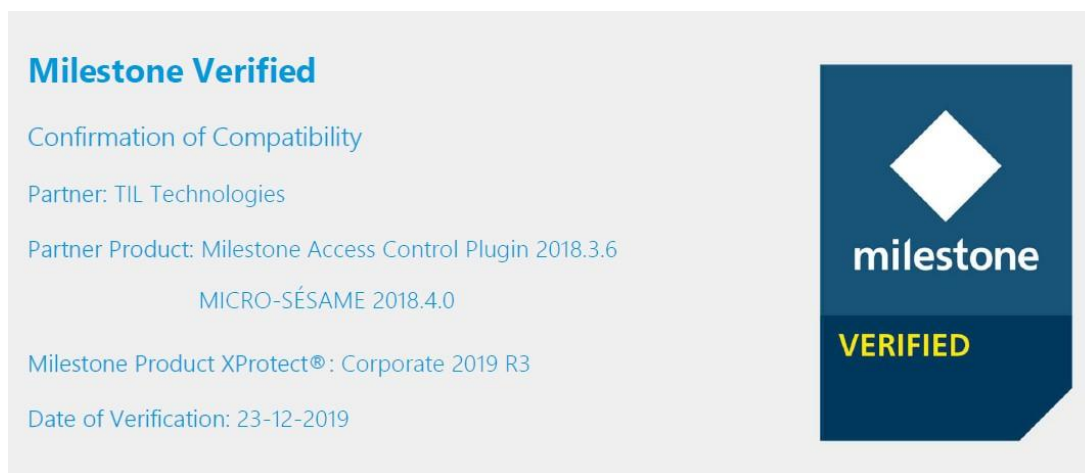 Milestone Verified
Confirmation of Compatibility
Partner: TIL Technologies
Partner Product: Milestone Access Control Plugin 2018.3.6
MICRO-SÉSAME 2018.4.0
Milestone Product XProtect® : Corporate 2019 R3
Date of Verification: 23-12-2019
milestone
VERIFIED